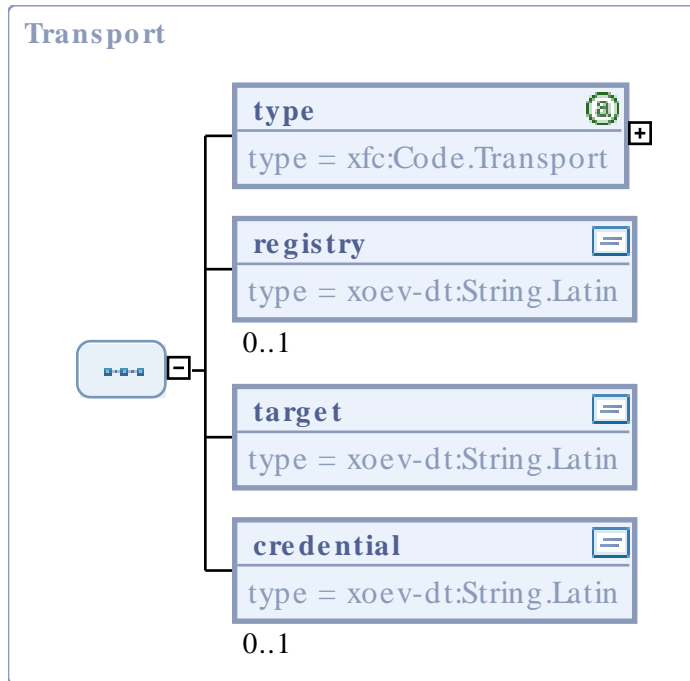 Transport
type
type = xfc:Code.Transport
registry
type = xoev-dt:String.Latin
0..1
target
type = xoev-dt:String.Latin
credential
type = xoev-dt:String.Latin
0..1